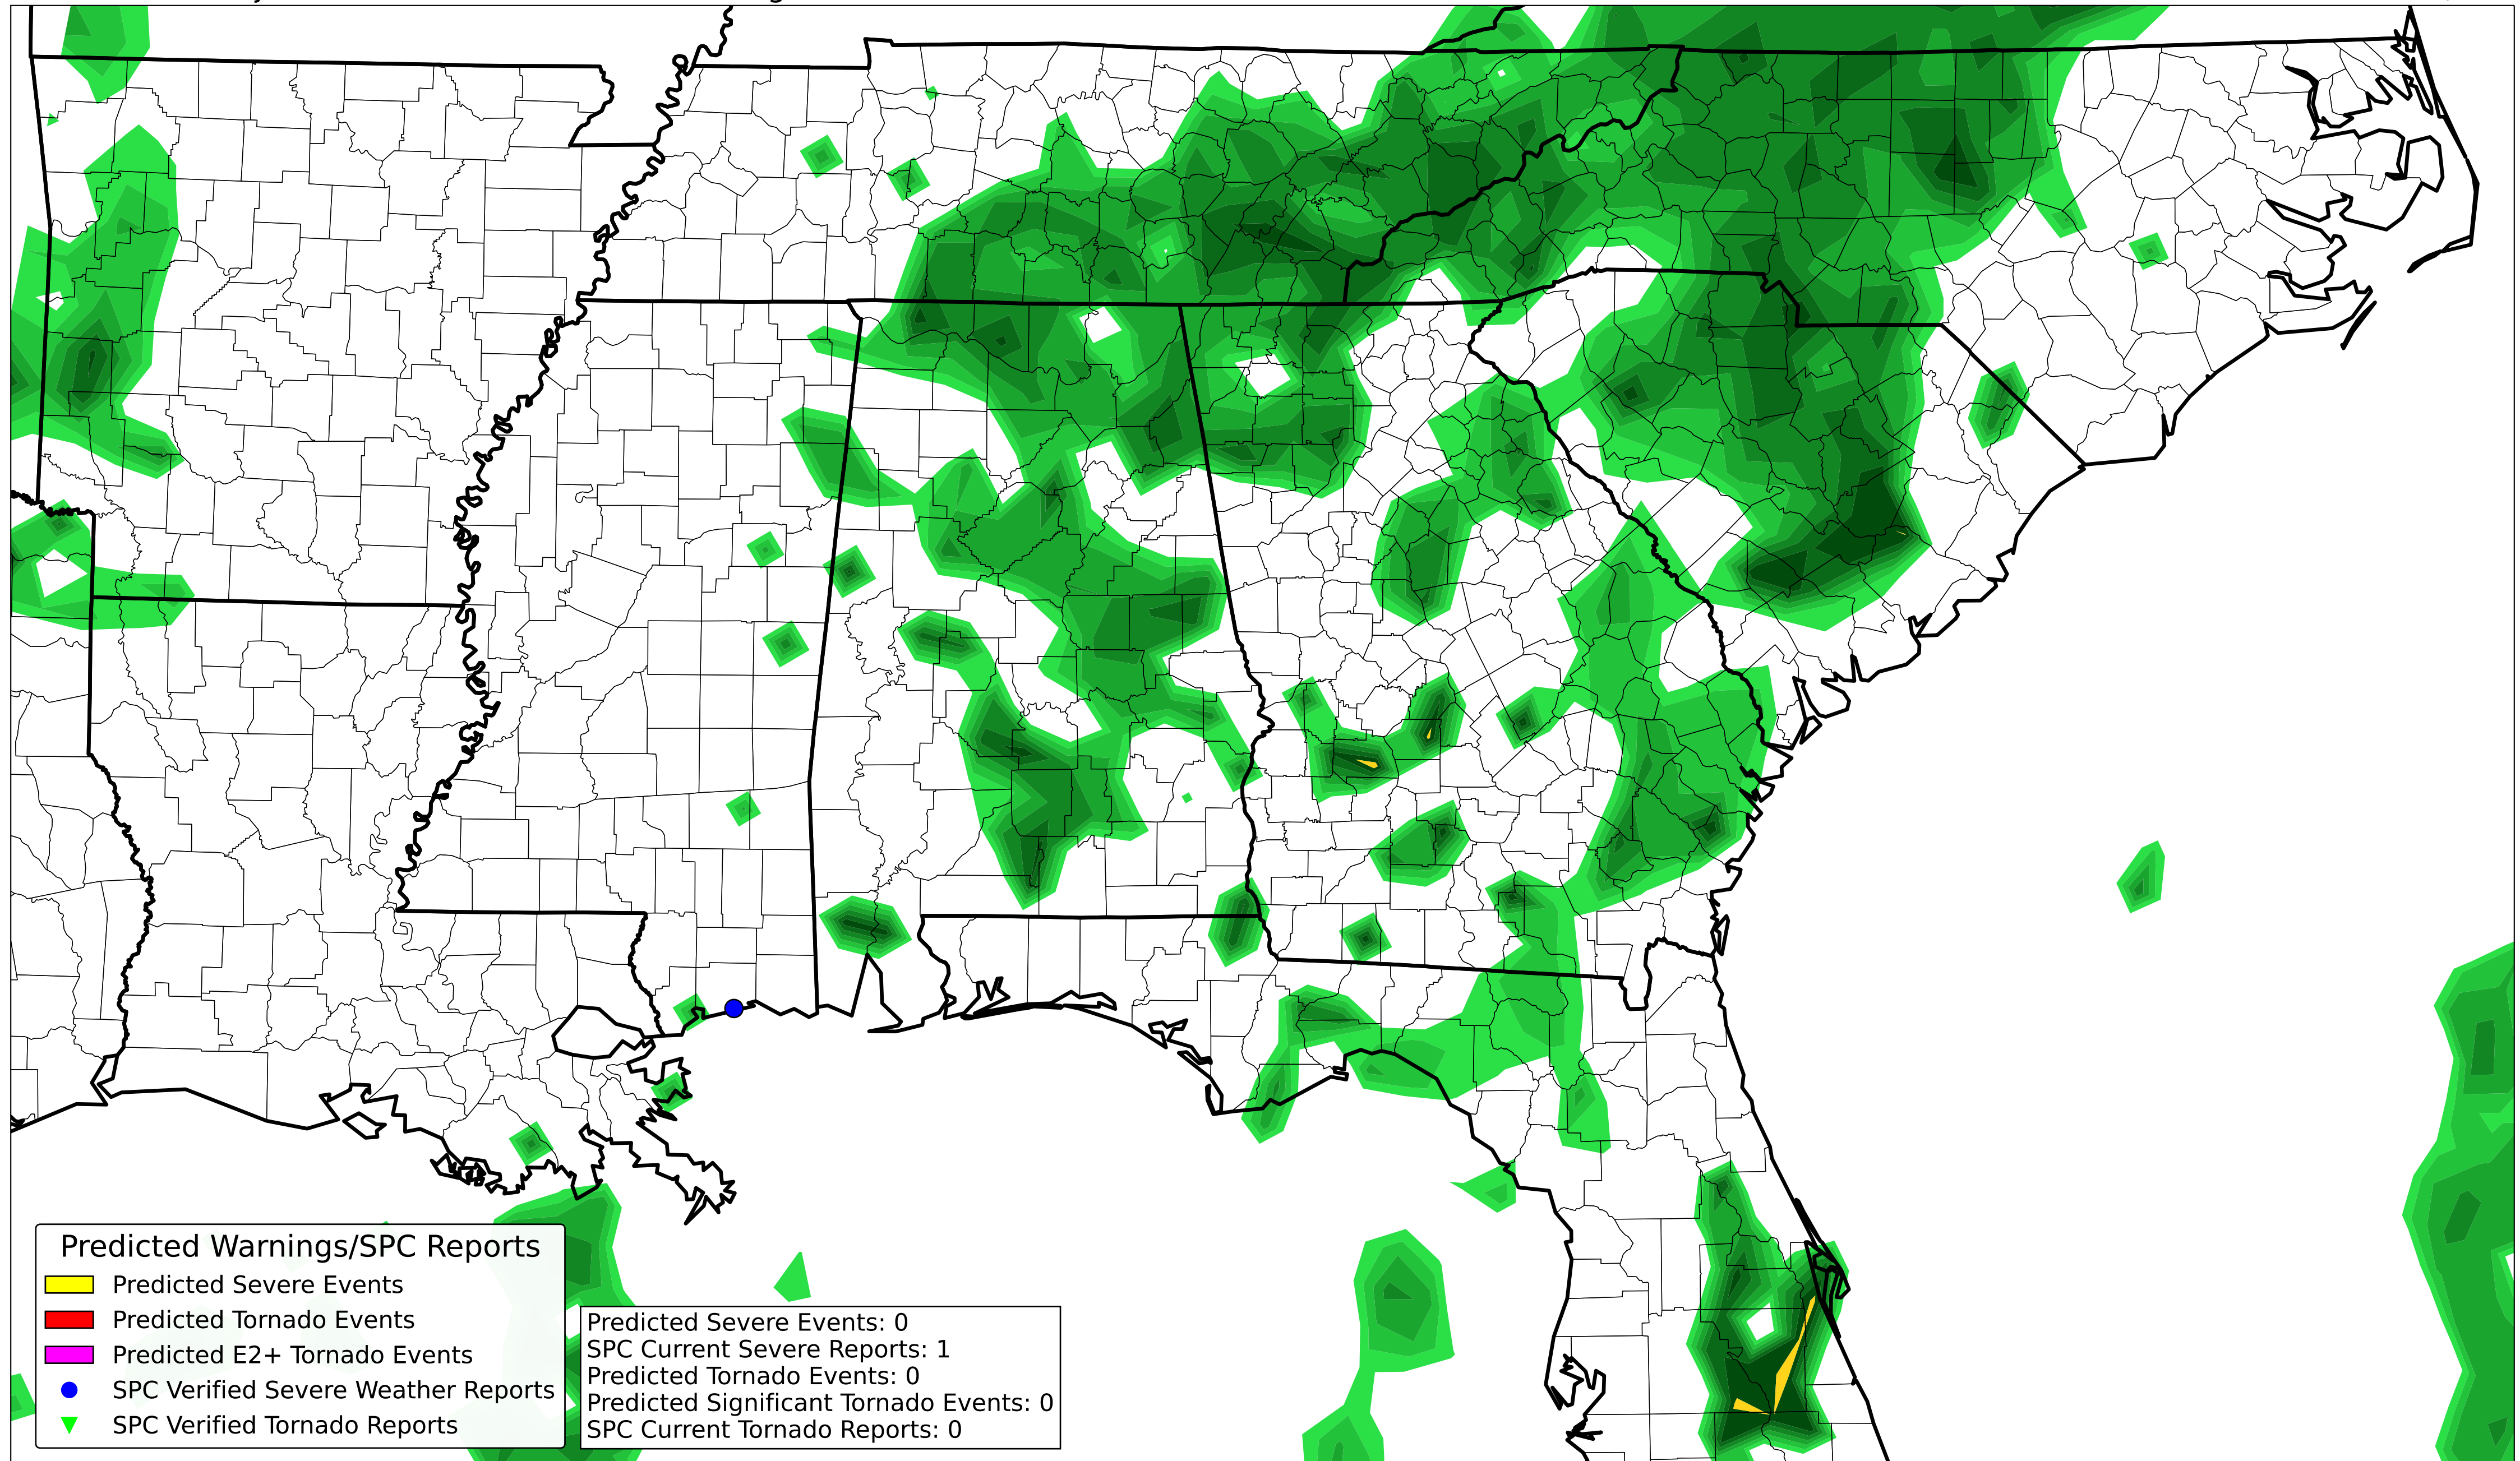 Predicted Warnings/SPC Reports
Predicted Severe Events
Predicted Tornado Events
Predicted E2+ Tornado Events
SPC Verified Severe Weather Reports
SPC Verified Tornado Reports
Predicted Severe Events: 0
SPC Current Severe Reports: 1
Predicted Tornado Events: 0
Predicted Significant Tornado Events: 0
SPC Current Tornado Reports: 0